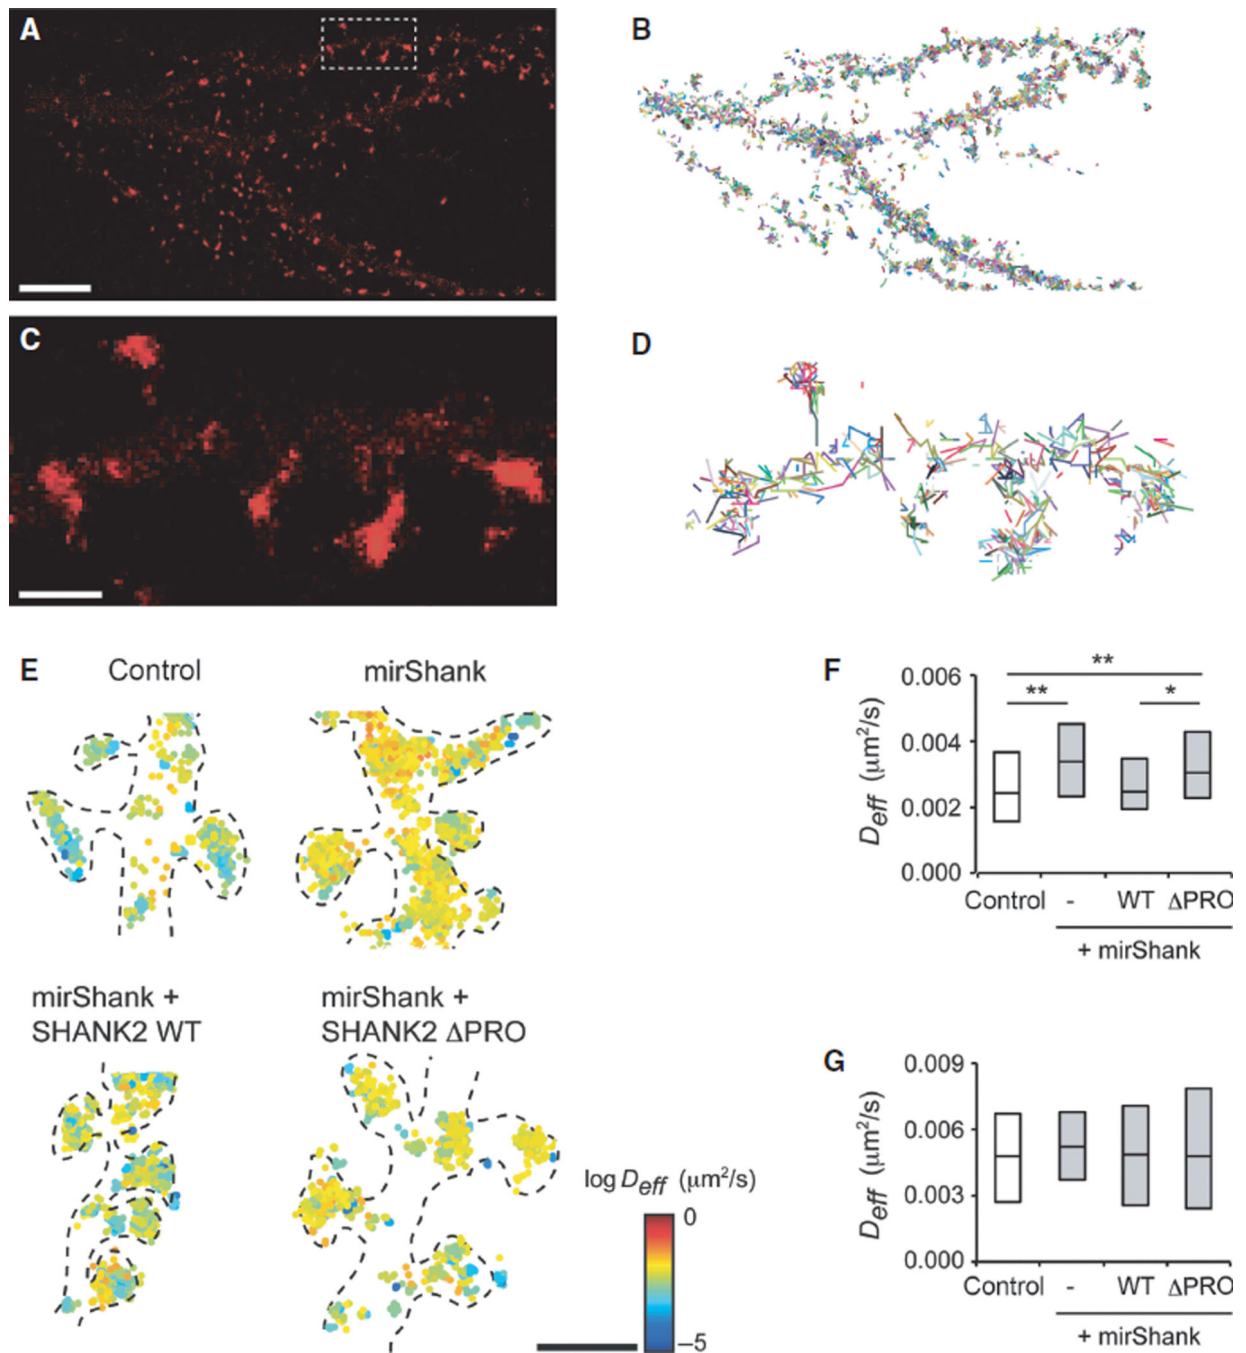 A
B
C
D
E
Control
mirShank
mirShank +
SHANK2 WT
mirShank +
SHANK2 ΔPRO
log Deff (μm²/s)
0
–5
F
Deff (μm²/s)
0.006
0.004
0.002
0.000
**
**
*
Control
-
WT
ΔPRO
+ mirShank
G
Deff (μm²/s)
0.009
0.006
0.003
0.000
Control
-
WT
ΔPRO
+ mirShank